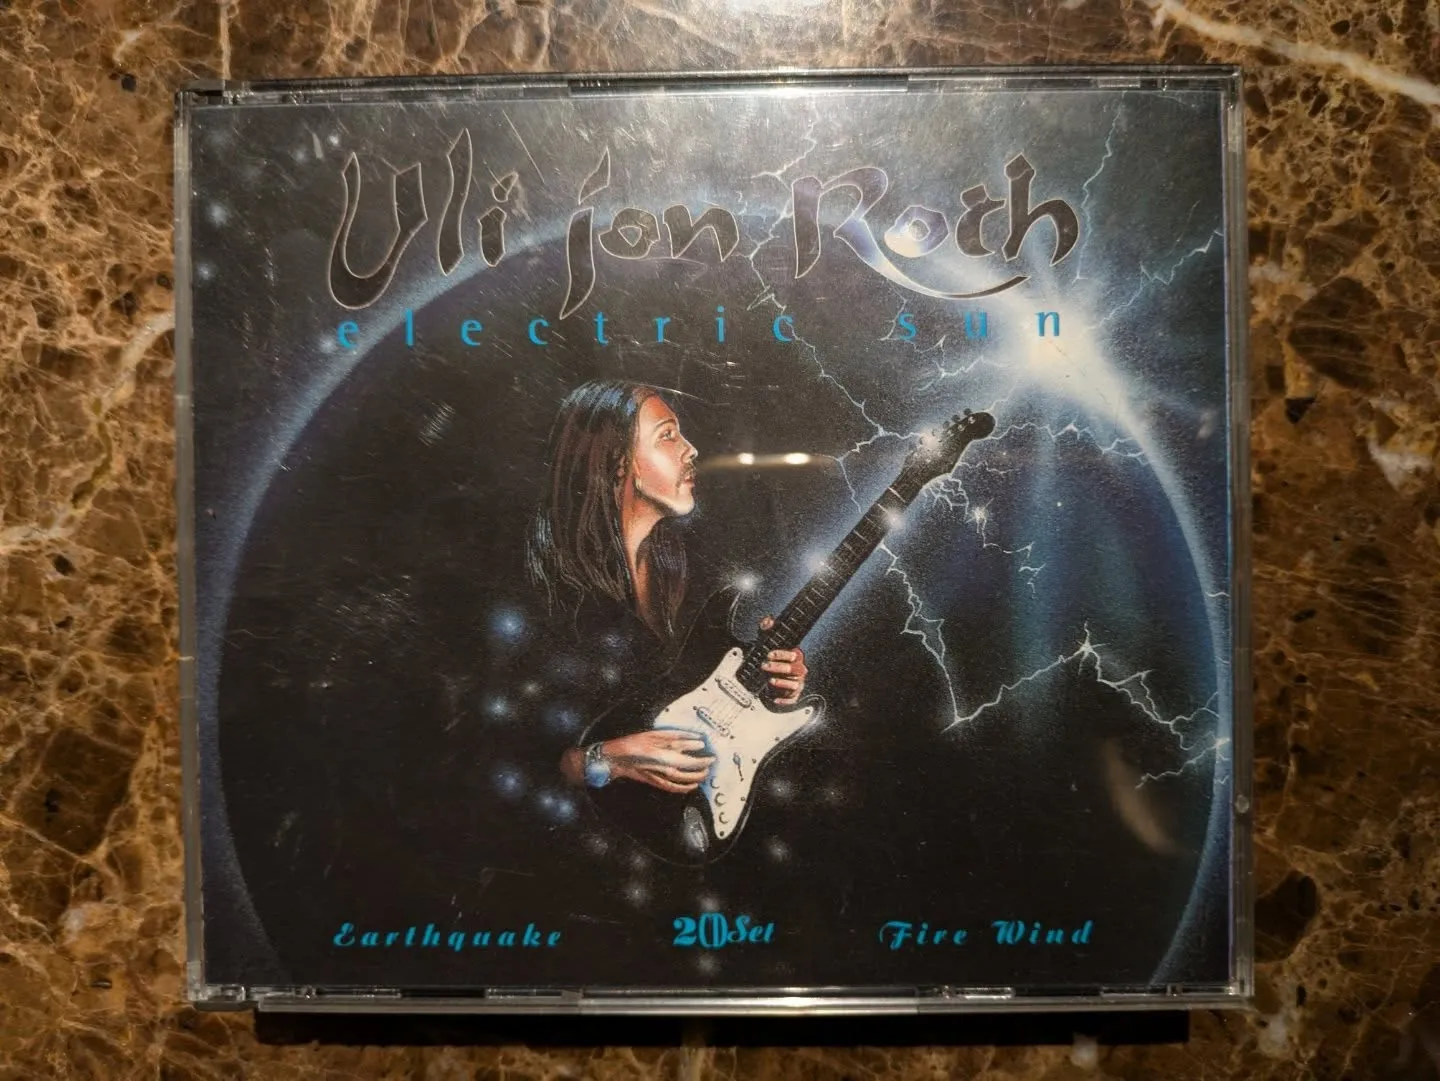 Uli jon Roth
electric sun
Earthquake 2CD Set Fire Wind